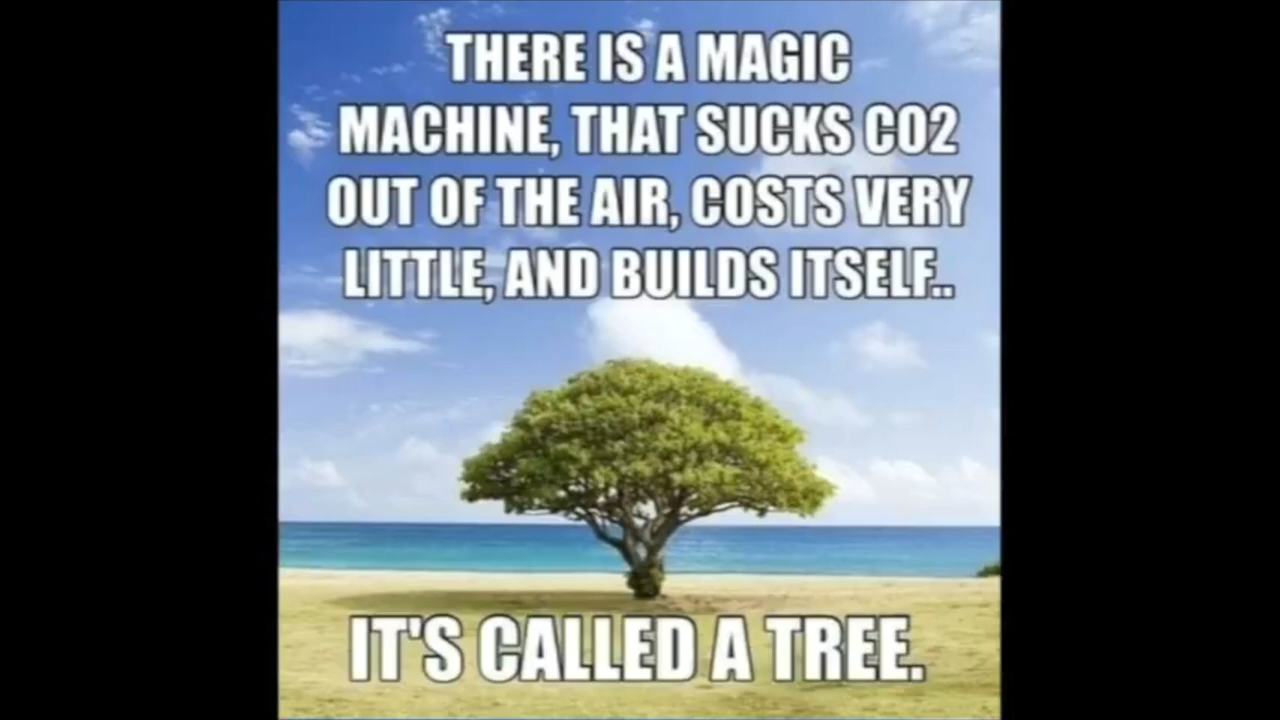 THERE IS A MAGIC
MACHINE, THAT SUCKS CO2
OUT OF THE AIR, COSTS VERY
LITTLE, AND BUILDS ITSELF..
IT'S CALLED A TREE.